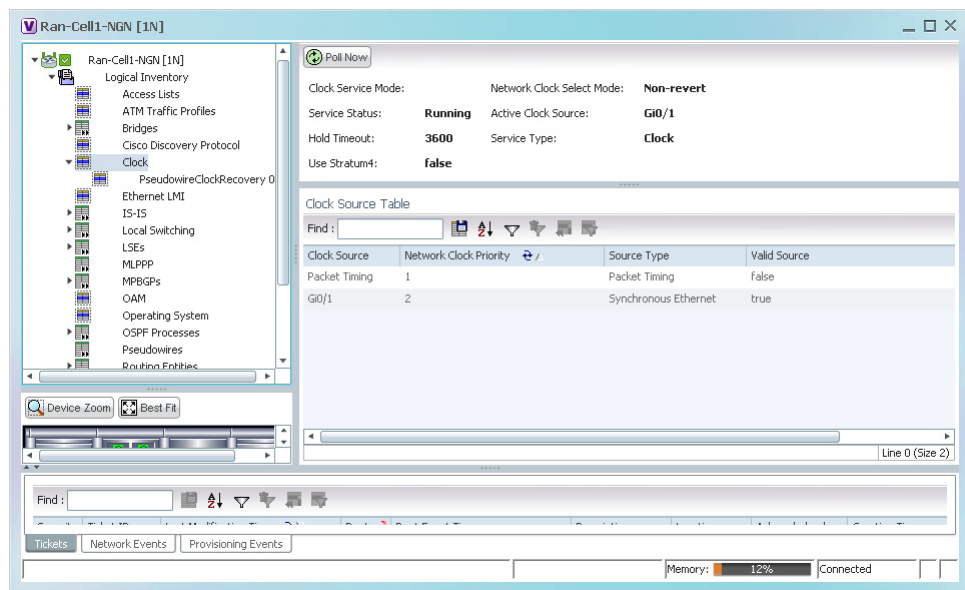 Ran-Cell1-NGN [1N]
Ran-Cell1-NGN [1N]
Logical Inventory
Access Lists
ATM Traffic Profiles
Bridges
Cisco Discovery Protocol
Clock
PseudowireClockRecovery 0
Ethernet LMI
IS-IS
Local Switching
LSEs
MLPPP
MPBGPs
OAM
Operating System
OSPF Processes
Pseudowires
Routing Entities
Device Zoom Best Fit
Poll Now
Clock Service Mode: Network Clock Select Mode: Non-revert
Service Status: Running Active Clock Source: Gi0/1
Hold Timeout: 3600 Service Type: Clock
Use Stratum4: false
Clock Source Table
Find :
Clock Source Network Clock Priority Source Type Valid Source
Packet Timing 1 Packet Timing false
Gi0/1 2 Synchronous Ethernet true
Line 0 (Size 2)
Find :
Tickets Network Events Provisioning Events
Memory: 12% Connected